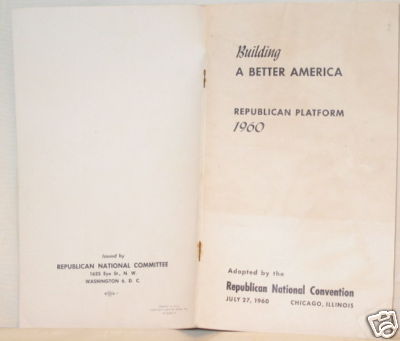 Issued by
REPUBLICAN NATIONAL COMMITTEE
1625 Eye St., N. W.
WASHINGTON 6, D. C.
Building
A BETTER AMERICA
REPUBLICAN PLATFORM
1960
Adopted by the
Republican National Convention
JULY 27, 1960 CHICAGO, ILLINOIS